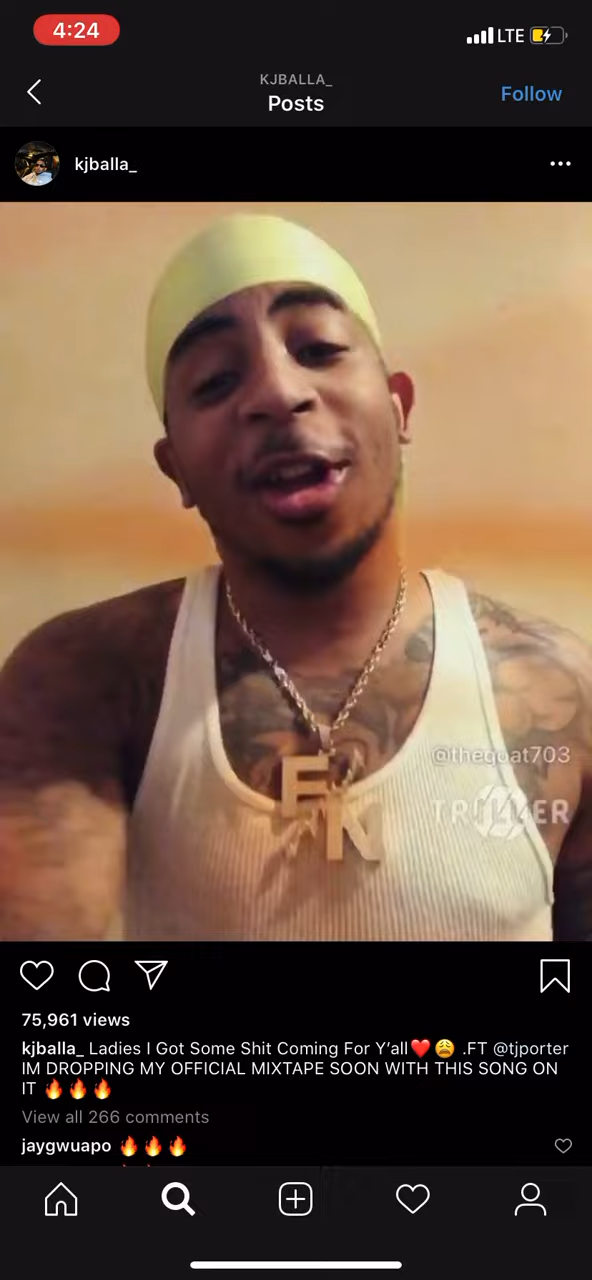 4:24
LTE
KJBALLA_
Posts
Follow
kjballa_
@thegoat703
TRILLER
FN
75,961 views
kjballa_ Ladies I Got Some Shit Coming For Y'all❤️😩 .FT @tjporter
IM DROPPING MY OFFICIAL MIXTAPE SOON WITH THIS SONG ON
IT 🔥🔥🔥
View all 266 comments
jaygwuapo 🔥🔥🔥